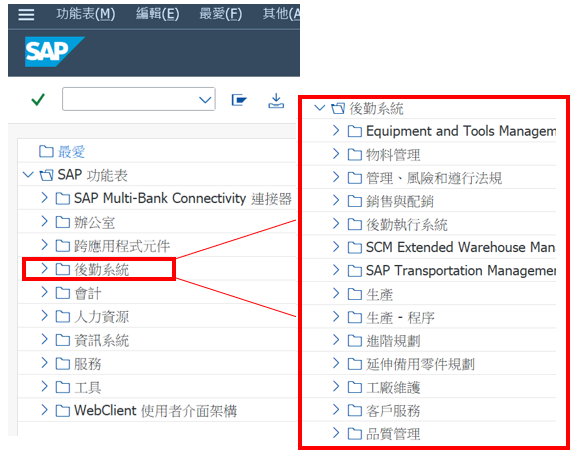 功能表(M) 編輯(E) 最愛(F) 其他(A
SAP
最愛
SAP 功能表
SAP Multi-Bank Connectivity 連接器
辦公室
跨應用程式元件
後勤系統
會計
人力資源
資訊系統
服務
工具
WebClient 使用者介面架構
後勤系統
Equipment and Tools Managem
物料管理
管理、風險和遵行法規
銷售與配銷
後勤執行系統
SCM Extended Warehouse Man
SAP Transportation Manageme
生產
生產 - 程序
進階規劃
延伸備用零件規劃
工廠維護
客戶服務
品質管理